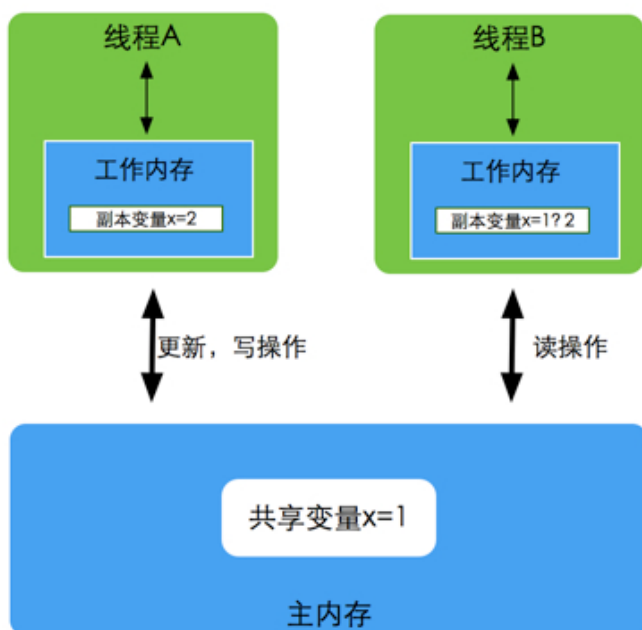 线程A
线程B
工作内存
工作内存
副本变量x=2
副本变量x=1?2
更新，写操作
读操作
共享变量x=1
主内存